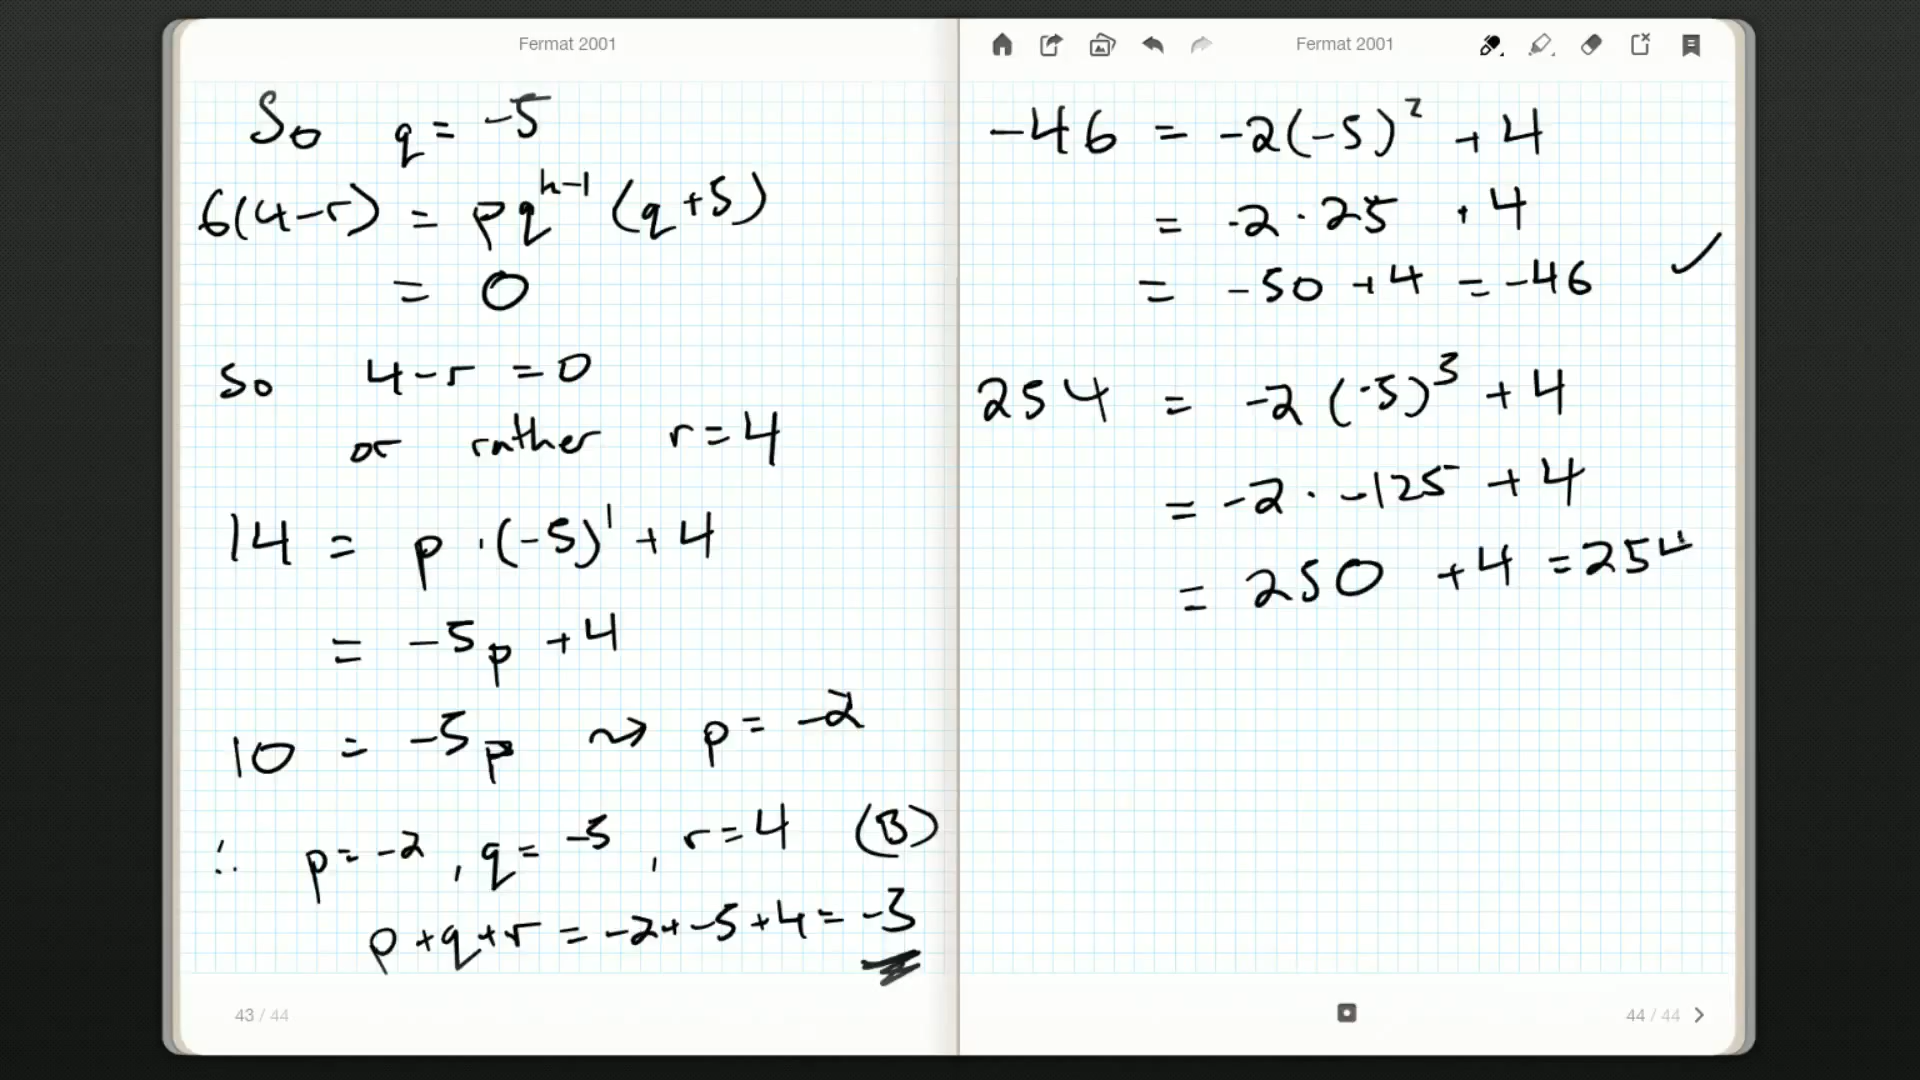 Fermat 2001
So q = -5
6(4-r) = pq^{n-1} (q+5)
= 0
So 4-r = 0
or rather r = 4
14 = p · (-5)^1 + 4
= -5p + 4
10 = -5p ⇝ p = -2
∴ p = -2, q = -5, r = 4 (B)
p+q+r = -2+-5+4 = -3
43 / 44
Fermat 2001
-46 = -2(-5)^2 + 4
= -2 · 25 + 4
= -50 + 4 = -46 ✓
254 = -2(-5)^3 + 4
= -2 · -125 + 4
= 250 + 4 = 254
44 / 44